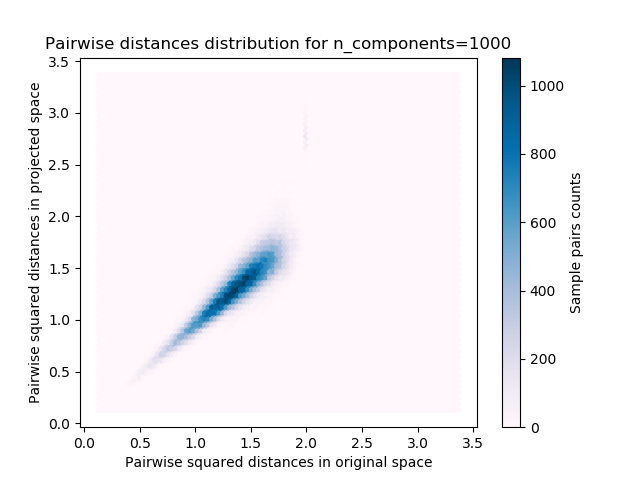 Pairwise distances distribution for n_components=1000
Pairwise squared distances in projected space
3.5
3.0
2.5
2.0
1.5
1.0
0.5
0.0
0.0 0.5 1.0 1.5 2.0 2.5 3.0 3.5
Pairwise squared distances in original space
1000
800
600
400
200
0
Sample pairs counts